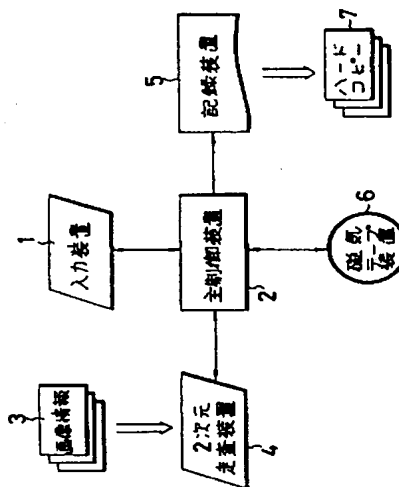 3
画像情報
2次元
走査装置
4
1
入力装置
主制御装置
2
磁気
テープ
装置
6
5
記録装置
7
ハード
コピー